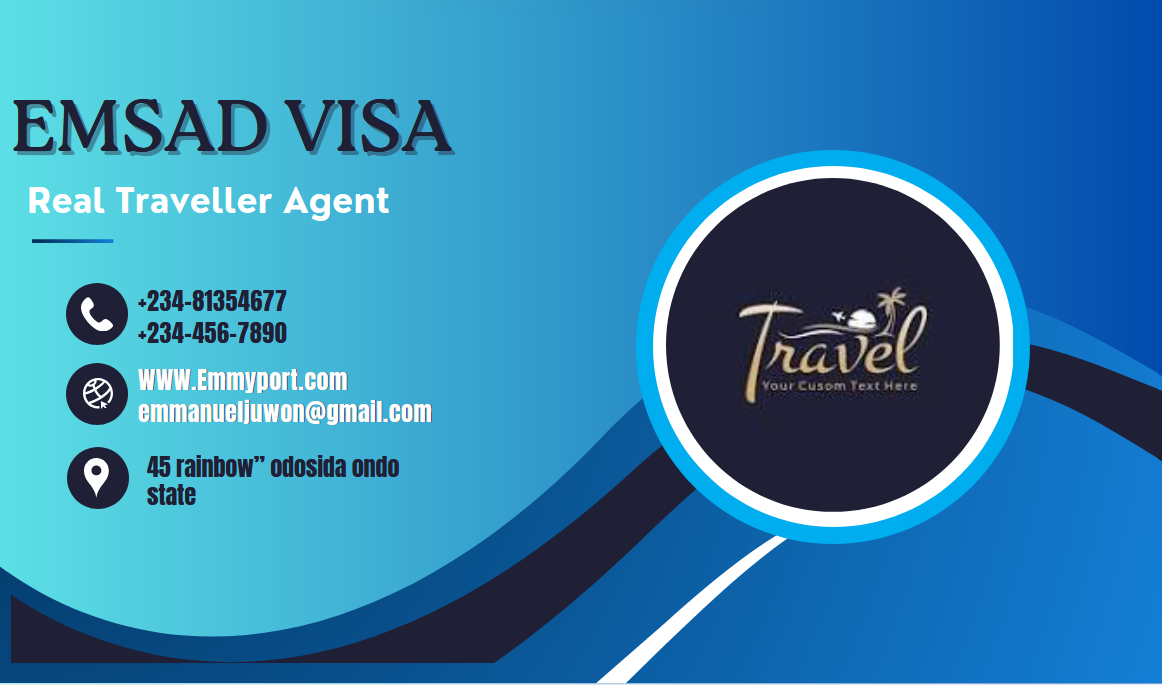 EMSAD VISA
Real Traveller Agent
+234-81354677
+234-456-7890
WWW.Emmyport.com
emmanueljuwon@gmail.com
45 rainbow” odosida ondo
state
Travel
Your Cusom Text Here